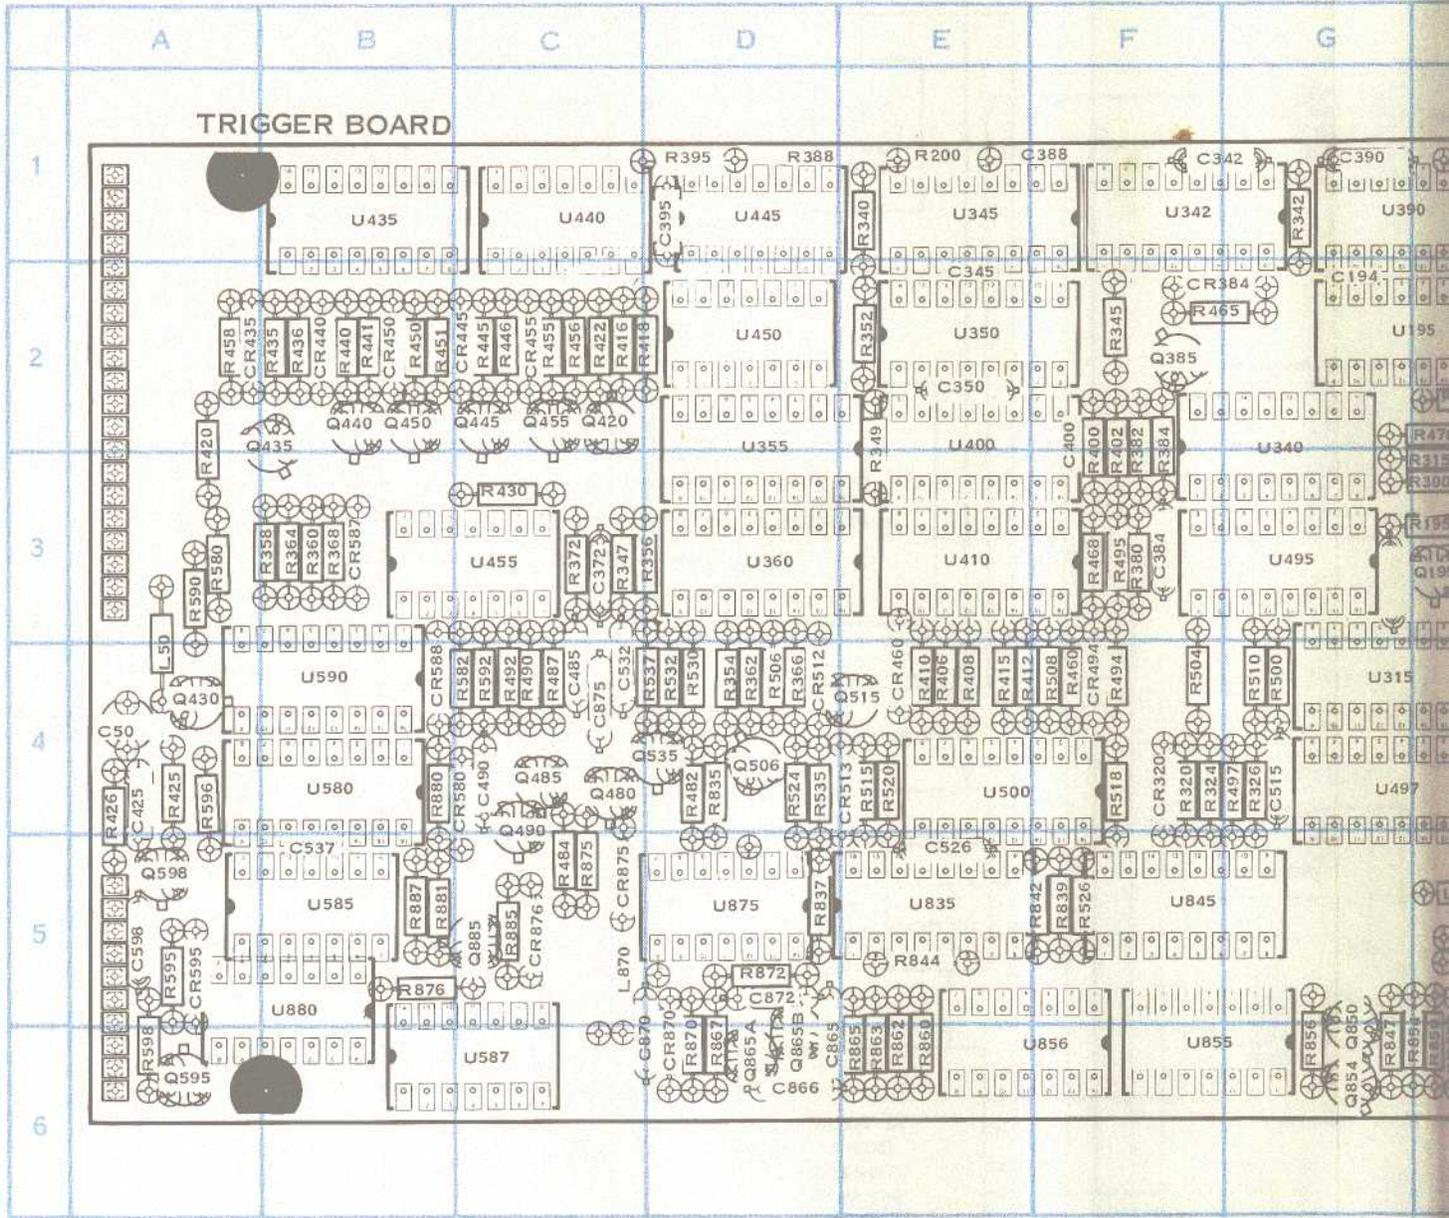 A B C D E F G
TRIGGER BOARD
1
R395 R388 R200 C388 C342 C390
U435 U440 C395 U445 R340 U345 U342 R342 U390
C345 CR384 C194
2
R458 CR435 R435 R436 CR440 R440 R441 CR450 R450 R451 CR445 R445 R446 CR455 R455 R456 R422 R416 R418
U450 R352 U350 R345 R465 U195
Q385
C350
R420 Q435 Q440 Q450 Q445 Q455 Q420
U355 R349 U400 C400 R400 R402 R382 R384 U340
R315
R300
R430
3
R590 R580 R358 R364 R360 R368 CR587 U455 R372 C372 R347 R356 U360 U410 R468 R495 R380 C384 U495
L50 U590 CR588 R582 R592 R492 R490 R487 C485 C875 C532 R537 R532 R530 R354 R362 R506 R366 CR512 Q515 CR460 R410 R406 R408 R415 R412 R508 R460 CR494 R494 R504 R510 R500 U315
Q430
C50
4
Q535 Q506
Q485
Q480
R426 C425 R425 R596 U580 R880 CR580 C490 R482 R835 R524 R535 CR513 R515 R520 U500 R518 CR320 R320 R324 R497 R326 C515 U497
Q490
C537 C526
Q598 R484 R875 CR875
5
C598 R595 CR595 U585 R887 R881 Q885 R885 CR876 L870 U875 R837 U835 R842 R839 R526 U845
R844
R872
R876 C872
U880
R598 Q595 U587 C870 CR870 R870 R867 Q865A Q865B C865 R865 R863 R862 R860 U856 U855 R856 Q854 Q850 R847
C866
6